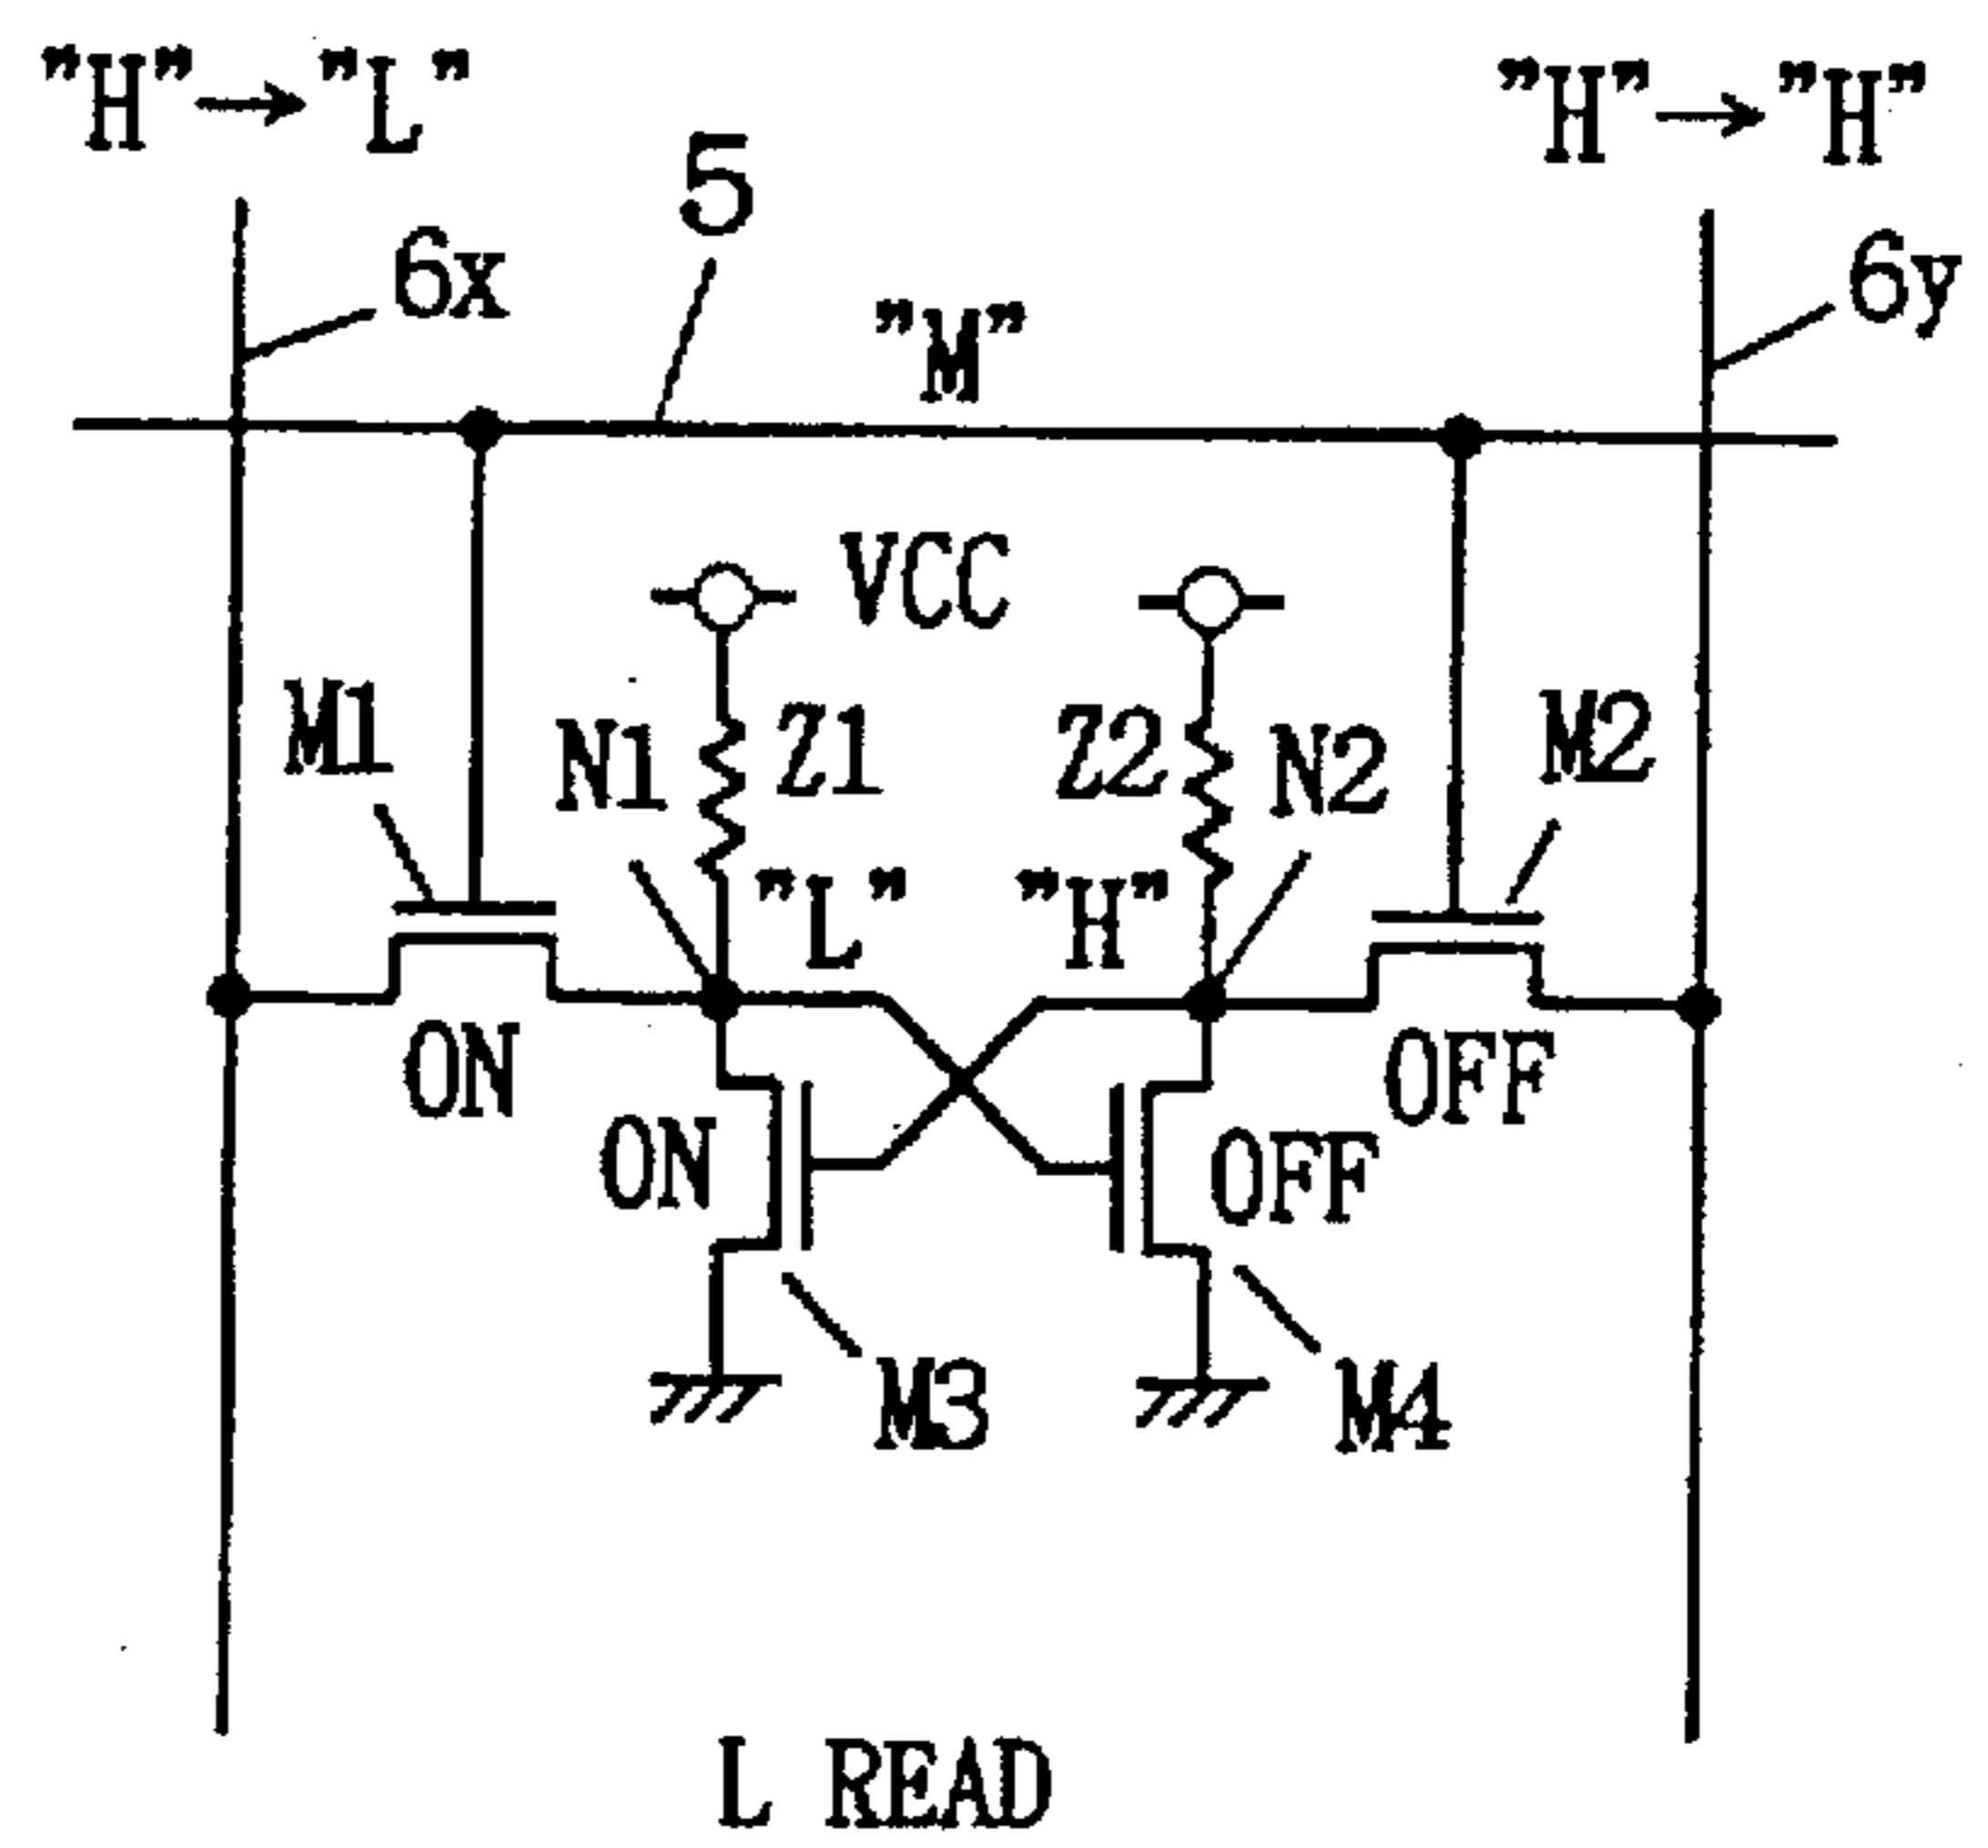 "H"→"L"
"H"→"H"
5
6x
6y
"M"
VCC
M1
N1
Z1
Z2
N2
M2
"L"
"H"
ON
OFF
ON
OFF
M3
M4
L READ